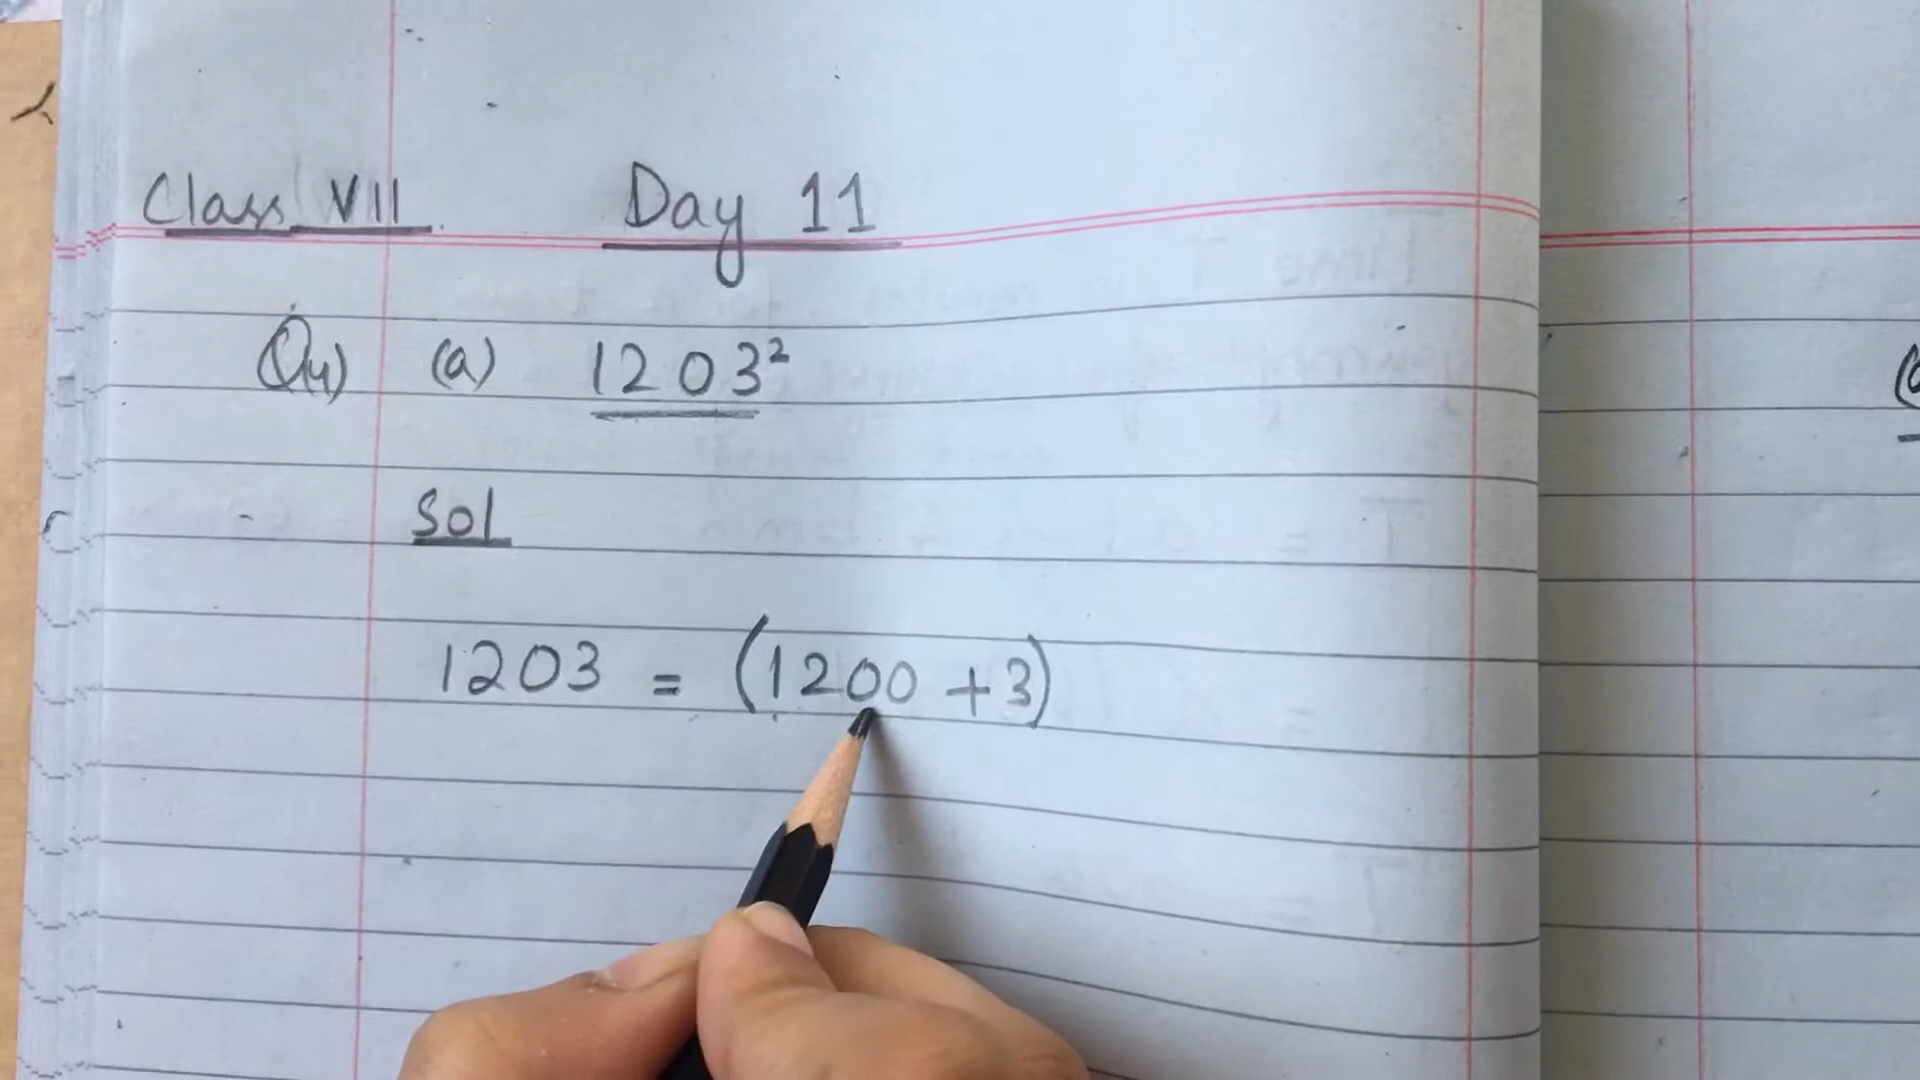 Class VII Day 11
Q4) (a) 1203²
Sol
1203 = (1200 + 3)